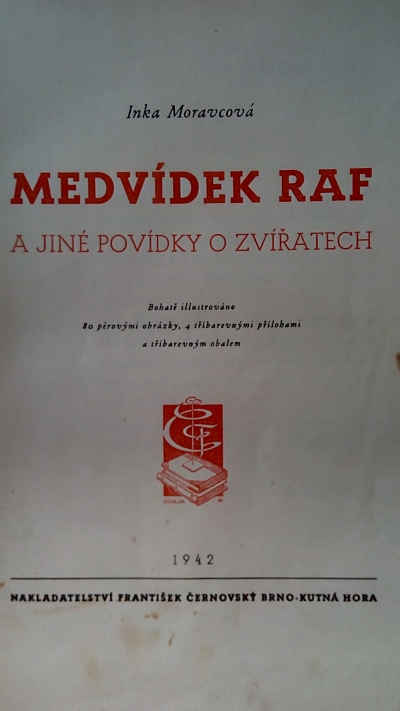 Inka Moravcová
MEDVÍDEK RAF
A JINÉ POVÍDKY O ZVÍŘATECH
Bohatě illustrováno
80 pérovými obrázky, 4 tříbarevnými přílohami
a tříbarevným obalem
1942
NAKLADATELSTVÍ FRANTIŠEK ČERNOVSKÝ BRNO-KUTNÁ HORA